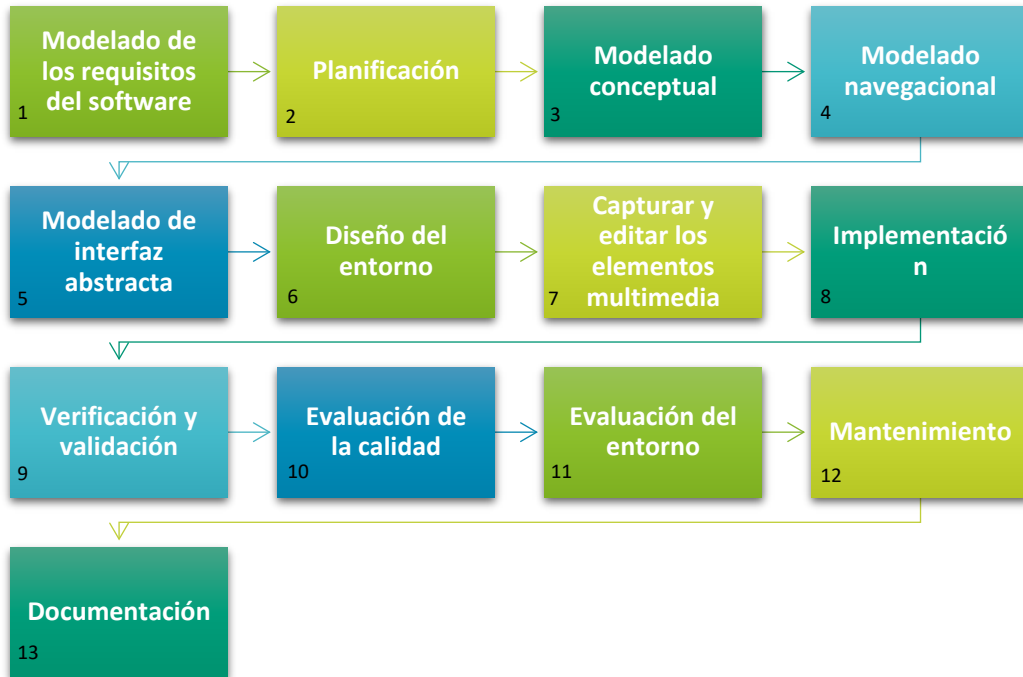 Modelado de
los requisitos
del software
1
Planificación
2
Modelado
conceptual
3
Modelado
navegacional
4
Modelado de
interfaz
abstracta
5
Diseño del
entorno
6
Capturar y
editar los
elementos
multimedia
7
Implementació
n
8
Verificación y
validación
9
Evaluación de
la calidad
10
Evaluación del
entorno
11
Mantenimiento
12
Documentación
13